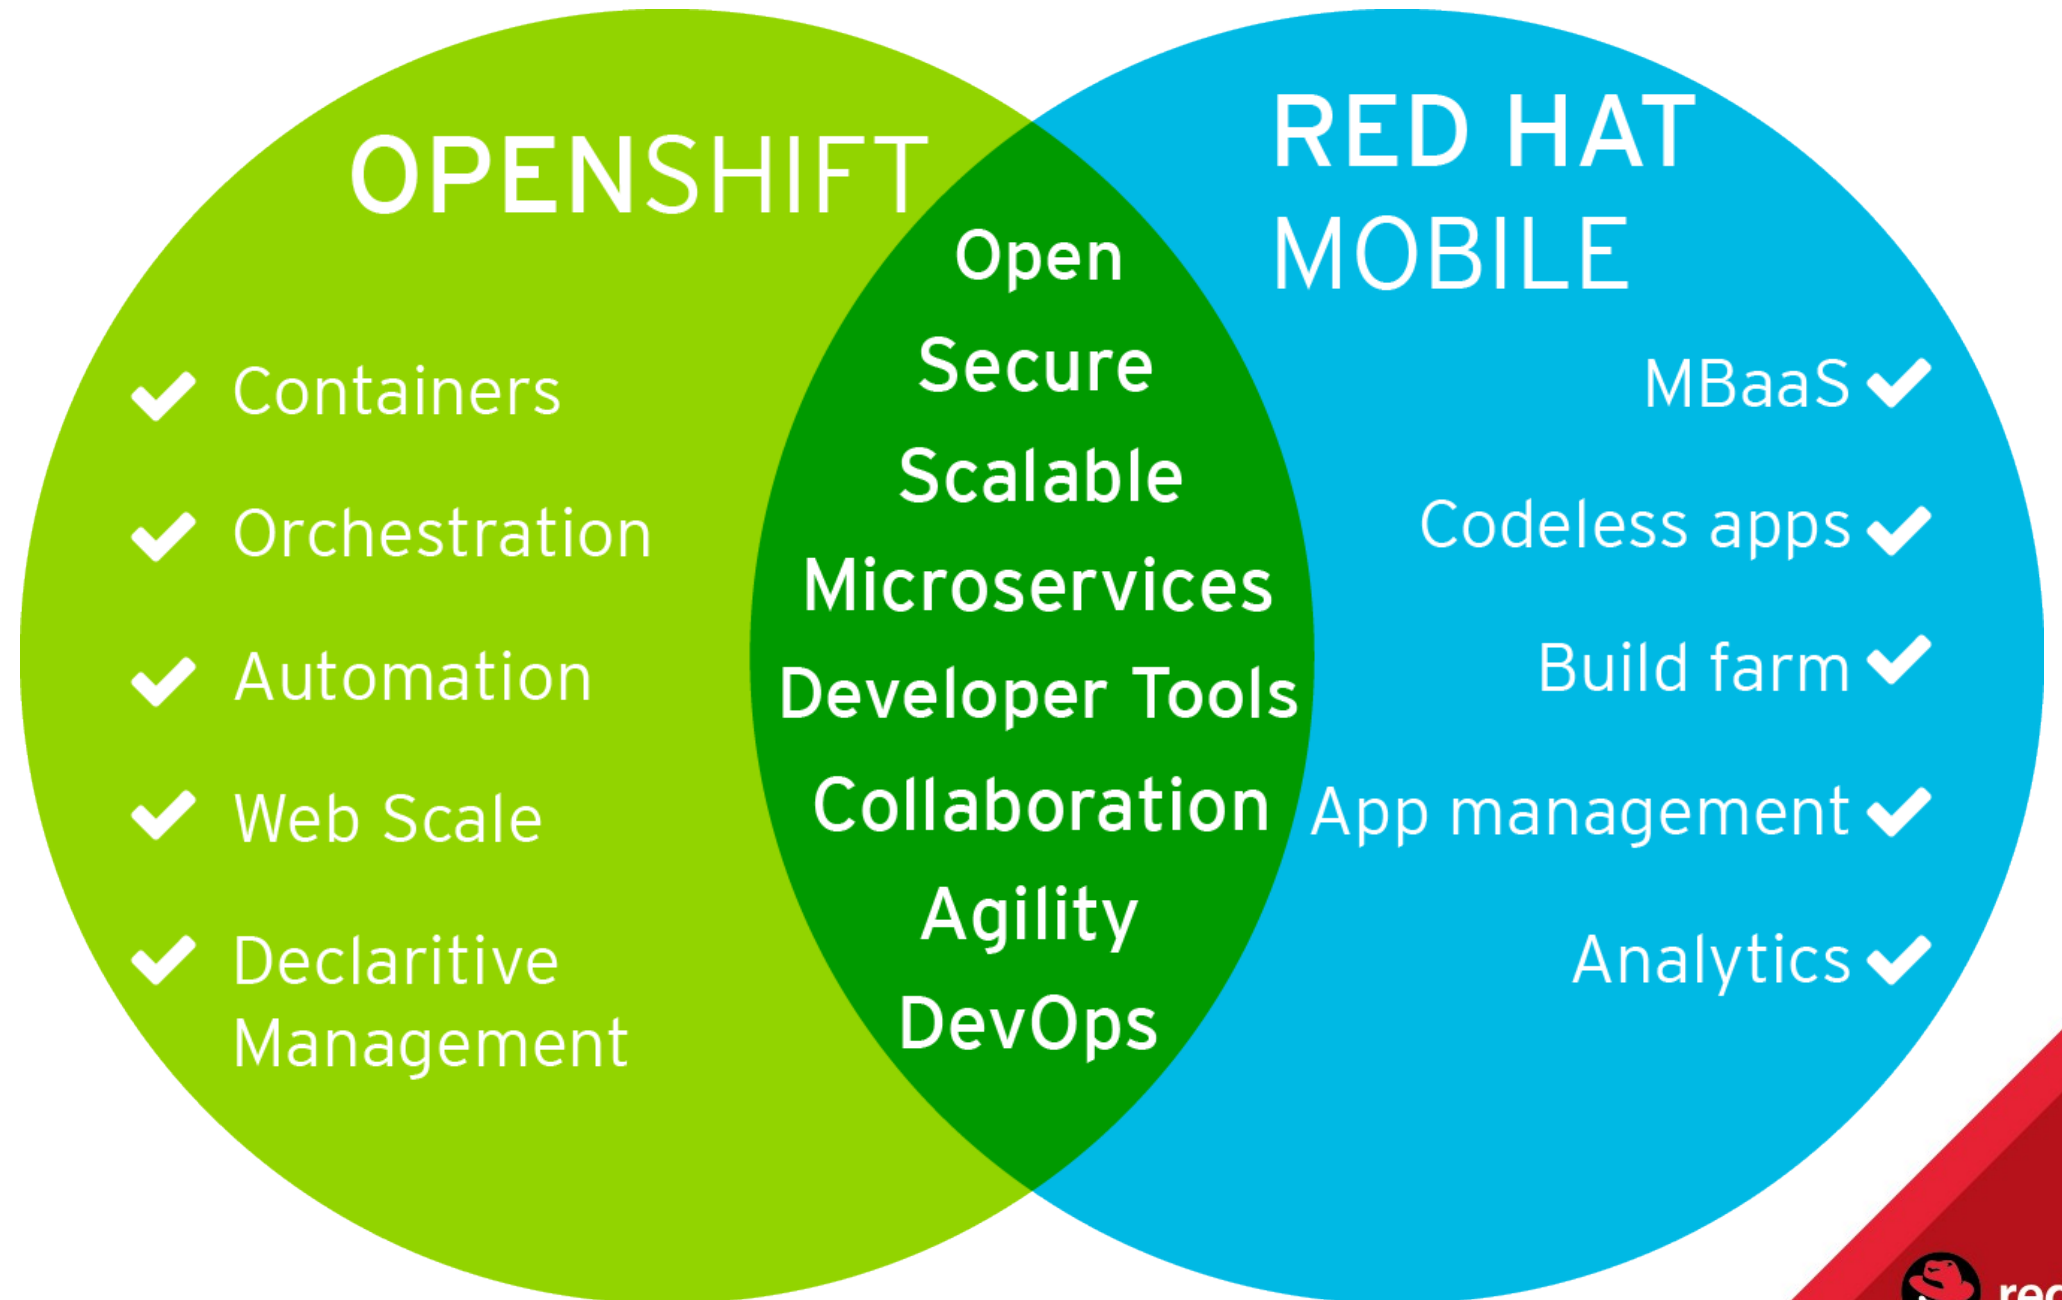 OPENSHIFT
Containers
Orchestration
Automation
Web Scale
Declaritive
Management
Open
Secure
Scalable
Microservices
Developer Tools
Collaboration
Agility
DevOps
RED HAT
MOBILE
MBaaS
Codeless apps
Build farm
App management
Analytics